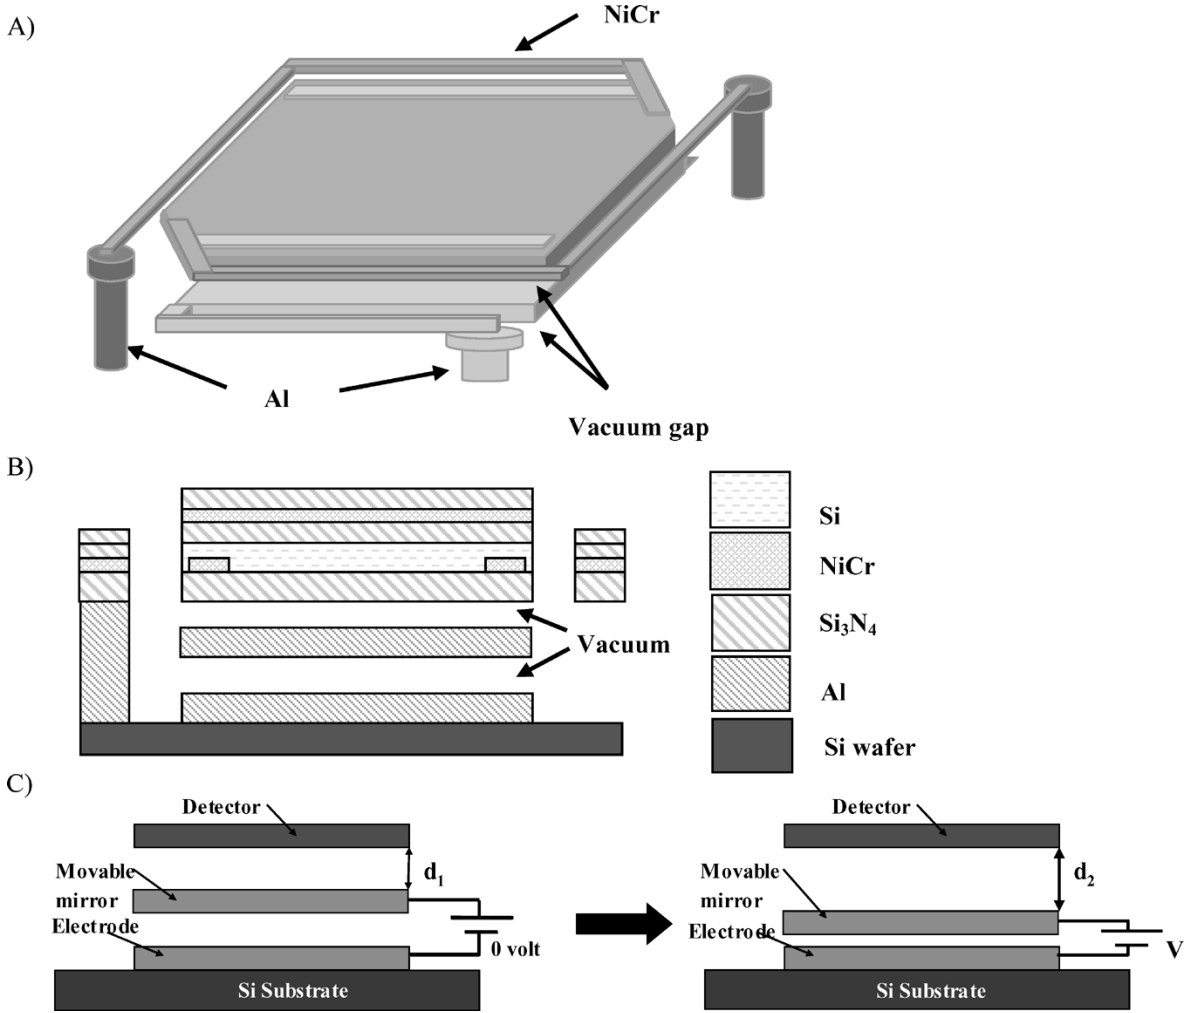 A)
NiCr
Al
Vacuum gap
B)
Si
NiCr
Si₃N₄
Vacuum
Al
Si wafer
C)
Detector
Movable
mirror
d₁
Electrode
0 volt
Si Substrate
Detector
Movable
mirror
d₂
Electrode
V
Si Substrate